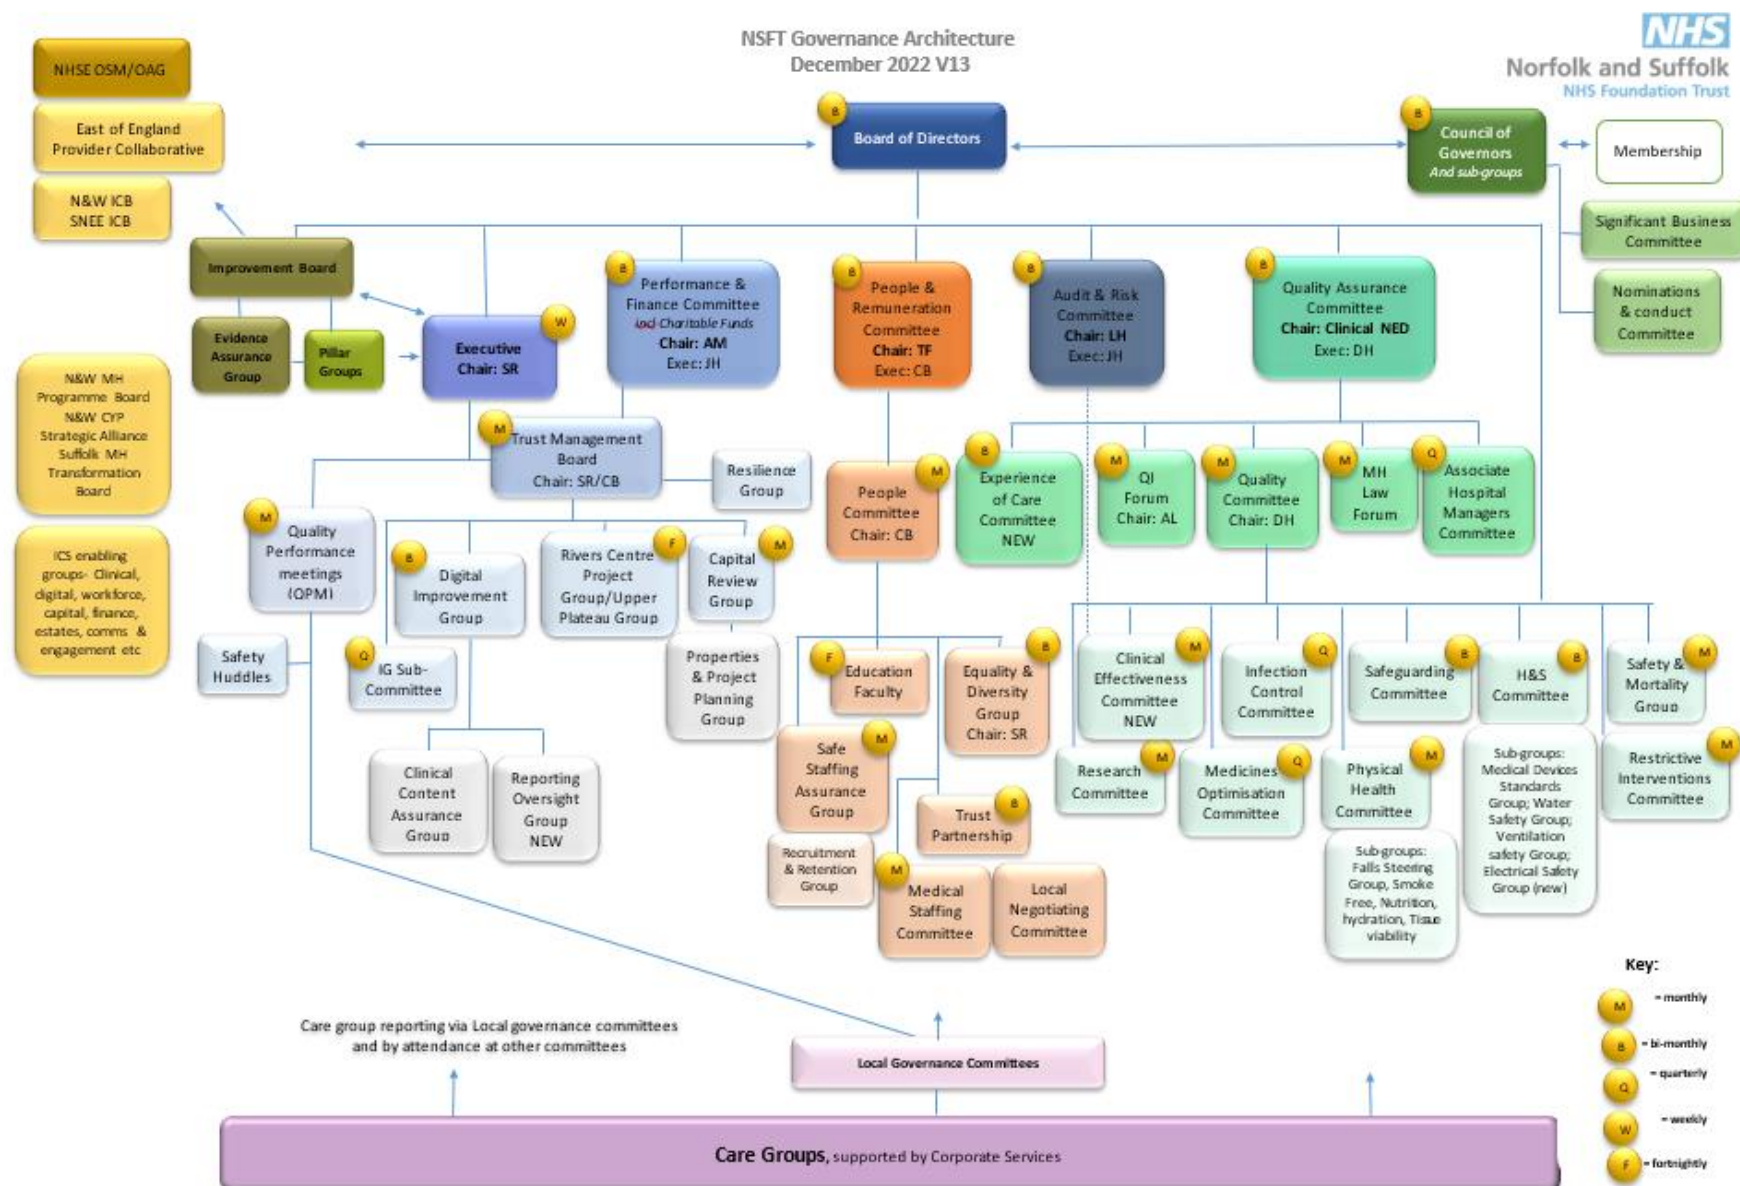 NSFT Governance Architecture
December 2022 V13
NHS
Norfolk and Suffolk
NHS Foundation Trust
NHSE OSM/OAG
East of England
Provider Collaborative
N&W ICB
SNEE ICB
B
Board of Directors
B
Council of
Governors
And sub-groups
Membership
Significant Business
Committee
Nominations
& conduct
Committee
Improvement Board
Evidence
Assurance
Group
Pillar
Groups
W
Executive
Chair: SR
B
Performance &
Finance Committee
incl Charitable Funds
Chair: AM
Exec: JH
B
People &
Remuneration
Committee
Chair: TF
Exec: CB
B
Audit & Risk
Committee
Chair: LH
Exec: JH
B
Quality Assurance
Committee
Chair: Clinical NED
Exec: DH
N&W MH
Programme Board
N&W CYP
Strategic Alliance
Suffolk MH
Transformation
Board
ICS enabling
groups- Clinical,
digital, workforce,
capital, finance,
estates, comms &
engagement etc
M
Trust Management
Board
Chair: SR/CB
Resilience
Group
M
People
Committee
Chair: CB
B
Experience
of Care
Committee
NEW
M
QI
Forum
Chair: AL
M
Quality
Committee
Chair: DH
M
MH
Law
Forum
Q
Associate
Hospital
Managers
Committee
M
Quality
Performance
meetings
(QPM)
Safety
Huddles
B
Digital
Improvement
Group
Q
IG Sub-
Committee
F
Rivers Centre
Project
Group/Upper
Plateau Group
M
Capital
Review
Group
Properties
& Project
Planning
Group
Clinical
Content
Assurance
Group
Reporting
Oversight
Group
NEW
F
Education
Faculty
B
Equality &
Diversity
Group
Chair: SR
M
Safe
Staffing
Assurance
Group
Recruitment
& Retention
Group
B
Trust
Partnership
M
Medical
Staffing
Committee
Local
Negotiating
Committee
M
Clinical
Effectiveness
Committee
NEW
Q
Infection
Control
Committee
B
Safeguarding
Committee
B
H&S
Committee
M
Safety &
Mortality
Group
M
Research
Committee
Q
Medicines
Optimisation
Committee
M
Physical
Health
Committee
Sub-groups:
Falls Steering
Group, Smoke
Free, Nutrition,
hydration, Tissue
viability
Sub-groups:
Medical Devices
Standards
Group; Water
Safety Group;
Ventilation
safety Group;
Electrical Safety
Group (new)
M
Restrictive
Interventions
Committee
Care group reporting via Local governance committees
and by attendance at other committees
Local Governance Committees
Care Groups, supported by Corporate Services
Key:
M = monthly
B = bi-monthly
Q = quarterly
W = weekly
F = fortnightly